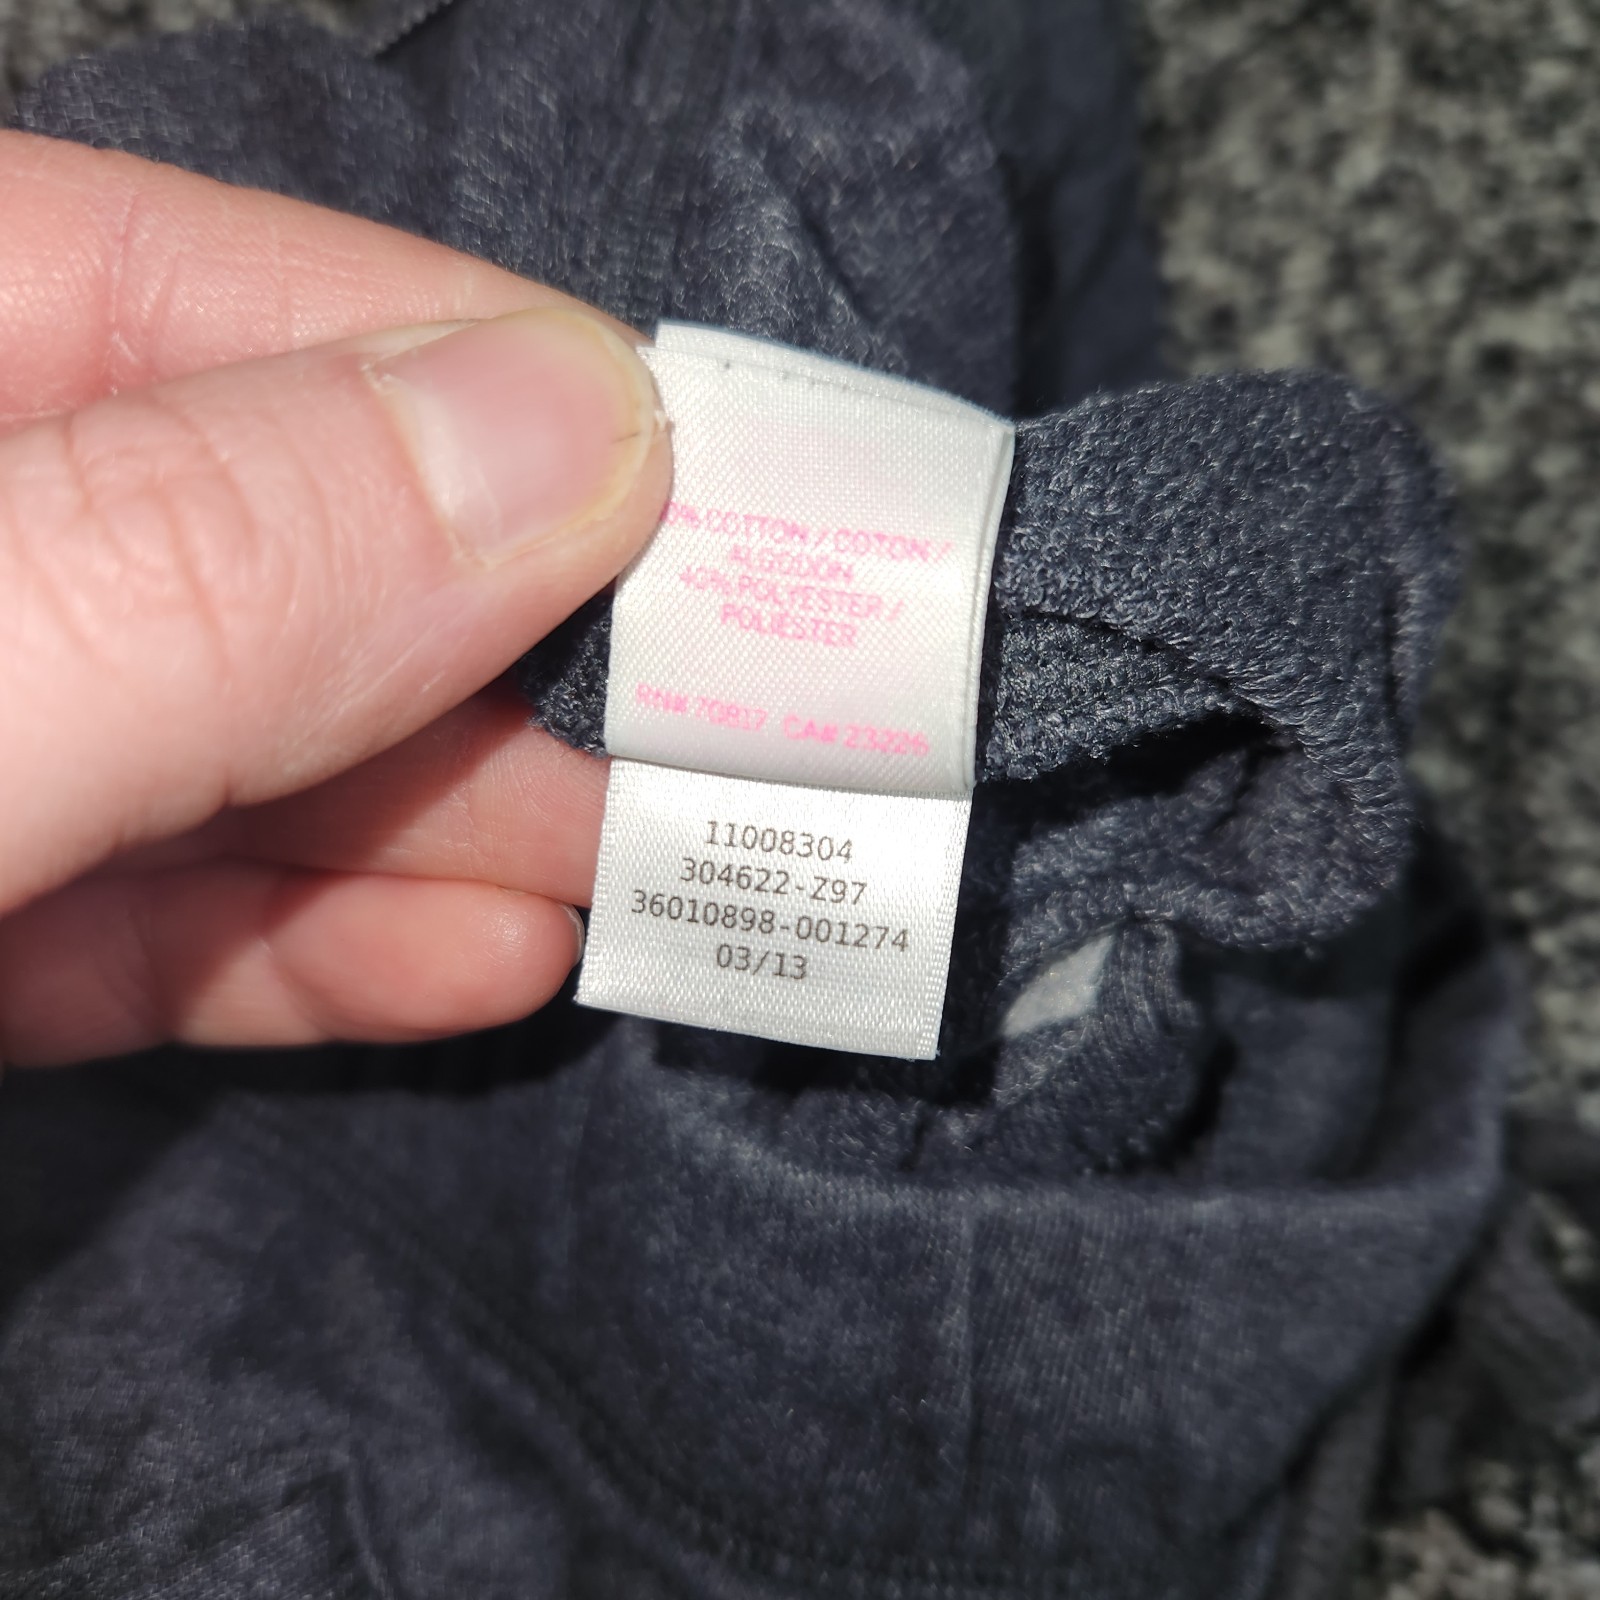 % COTTON / COTON /
ALGODON
40% POLYESTER /
POLIESTER
RN# 70817 CA# 23226
11008304
304622-Z97
36010898-001274
03/13